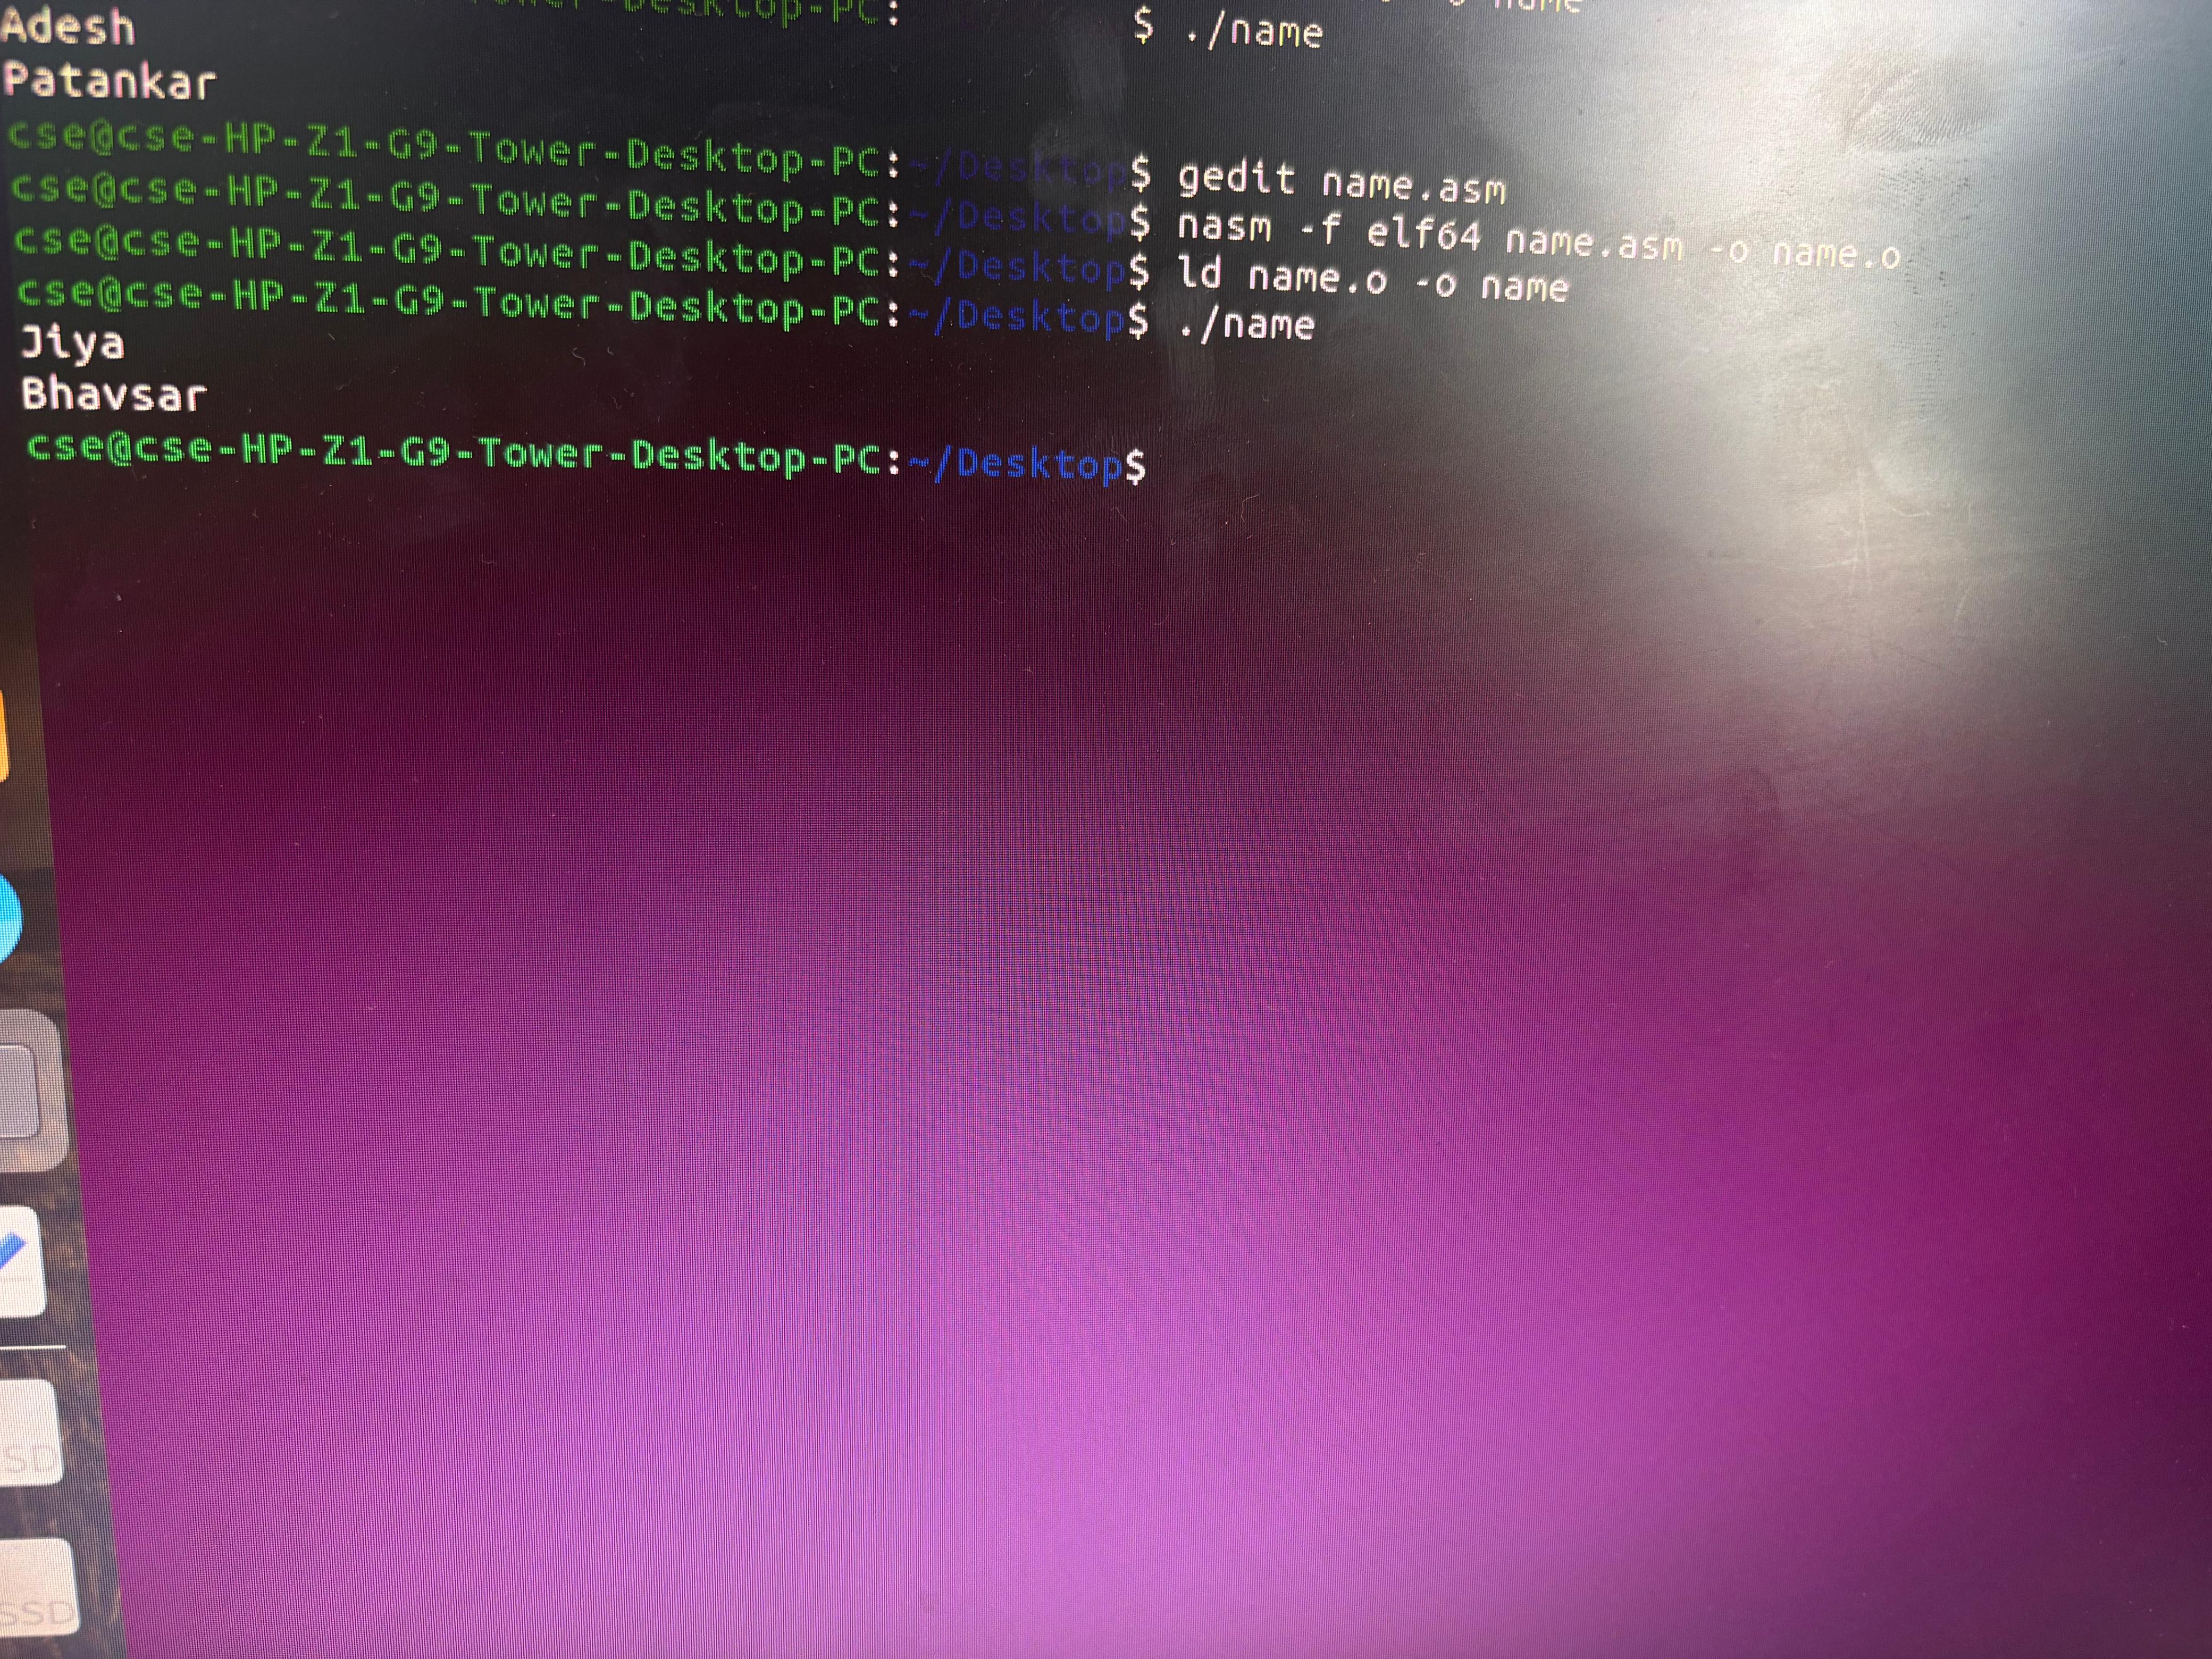 Desktop-PC: name
$ ./name
Adesh
Patankar
cse@cse-HP-Z1-G9-Tower-Desktop-PC:~/Desktop$ gedit name.asm
cse@cse-HP-Z1-G9-Tower-Desktop-PC:~/Desktop$ nasm -f elf64 name.asm -o name.o
cse@cse-HP-Z1-G9-Tower-Desktop-PC:~/Desktop$ ld name.o -o name
cse@cse-HP-Z1-G9-Tower-Desktop-PC:~/Desktop$ ./name
Jiya
Bhavsar
cse@cse-HP-Z1-G9-Tower-Desktop-PC:~/Desktop$
SD
SSD